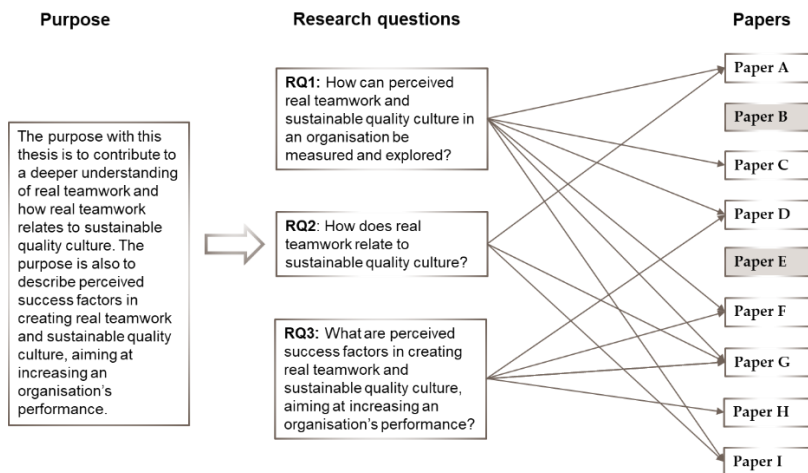 Purpose
Research questions
Papers
The purpose with this
thesis is to contribute to
a deeper understanding
of real teamwork and
how real teamwork
relates to sustainable
quality culture. The
purpose is also to
describe perceived
success factors in
creating real teamwork
and sustainable quality
culture, aiming at
increasing an
organisation's
performance.
RQ1: How can perceived
real teamwork and
sustainable quality culture in
an organisation be
measured and explored?
RQ2: How does real
teamwork relate to
sustainable quality culture?
RQ3: What are perceived
success factors in creating
real teamwork and
sustainable quality culture,
aiming at increasing an
organisation's performance?
Paper A
Paper B
Paper C
Paper D
Paper E
Paper F
Paper G
Paper H
Paper I